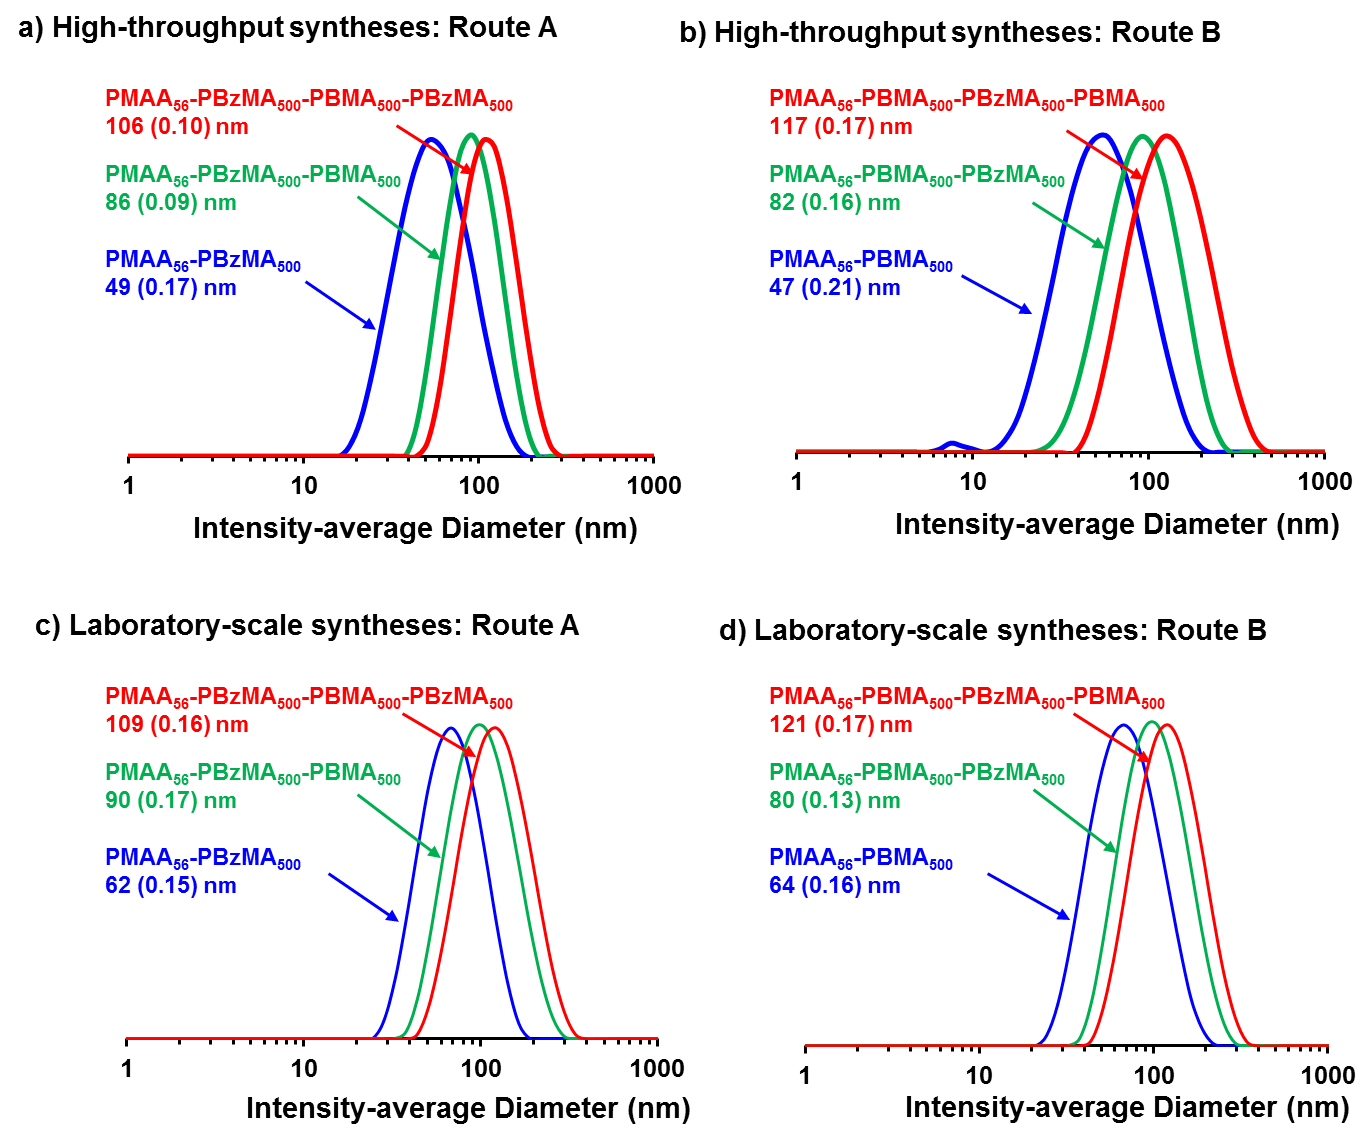 a) High-throughput syntheses: Route A
PMAA56-PBzMA500-PBMA500-PBzMA500
106 (0.10) nm
PMAA56-PBzMA500-PBMA500
86 (0.09) nm
PMAA56-PBzMA500
49 (0.17) nm
1 10 100 1000
Intensity-average Diameter (nm)
b) High-throughput syntheses: Route B
PMAA56-PBMA500-PBzMA500-PBMA500
117 (0.17) nm
PMAA56-PBMA500-PBzMA500
82 (0.16) nm
PMAA56-PBMA500
47 (0.21) nm
1 10 100 1000
Intensity-average Diameter (nm)
c) Laboratory-scale syntheses: Route A
PMAA56-PBzMA500-PBMA500-PBzMA500
109 (0.16) nm
PMAA56-PBzMA500-PBMA500
90 (0.17) nm
PMAA56-PBzMA500
62 (0.15) nm
1 10 100 1000
Intensity-average Diameter (nm)
d) Laboratory-scale syntheses: Route B
PMAA56-PBMA500-PBzMA500-PBMA500
121 (0.17) nm
PMAA56-PBMA500-PBzMA500
80 (0.13) nm
PMAA56-PBMA500
64 (0.16) nm
1 10 100 1000
Intensity-average Diameter (nm)